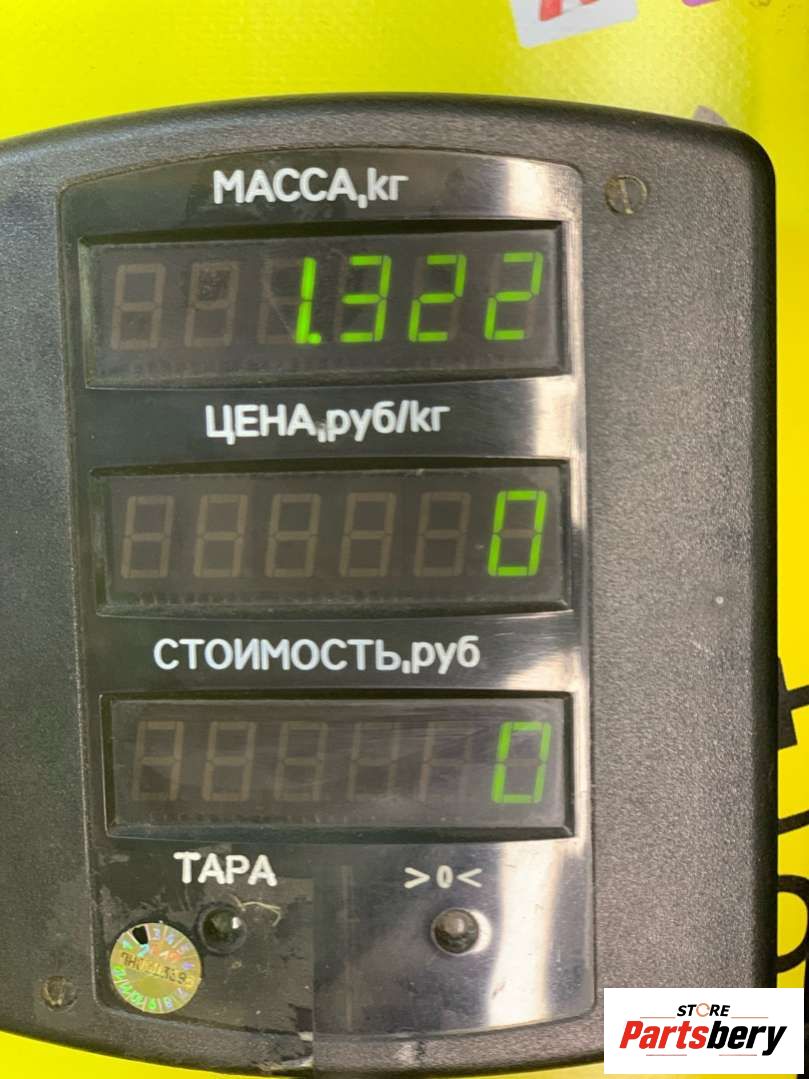 МАССА,кг
1.322
ЦЕНА,руб/кг
0
СТОИМОСТЬ,руб
0
ТАРА >0<
STORE
Partsbery